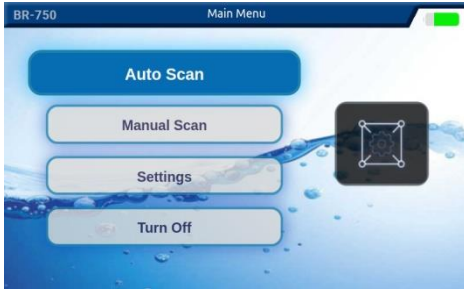 BR-750
Main Menu
Auto Scan
Manual Scan
Settings
Turn Off